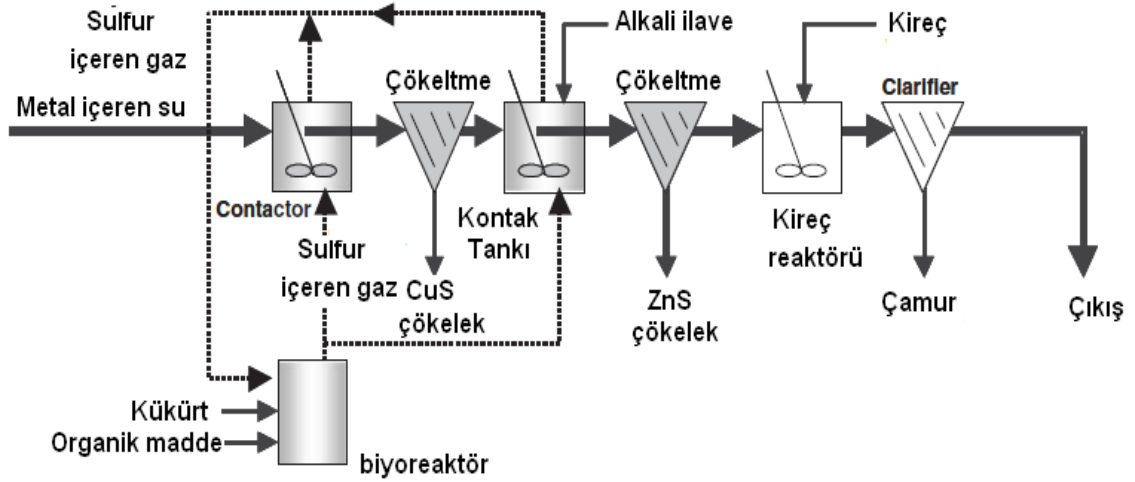 Sulfur
içeren gaz
Alkali ilave
Kireç
Metal içeren su
Çökeltme
Çökeltme
Clarifier
Contactor
Kontak
Tankı
Kireç
reaktörü
Sulfur
içeren gaz
CuS
çökelek
ZnS
çökelek
Çamur
Çıkış
Kükürt
Organik madde
biyoreaktör